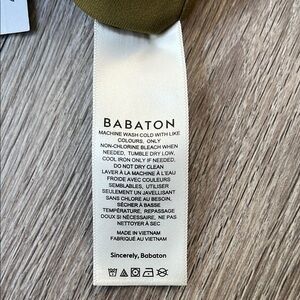 BABATON
MACHINE WASH COLD WITH LIKE
COLOURS, ONLY
NON-CHLORINE BLEACH WHEN
NEEDED, TUMBLE DRY LOW,
COOL IRON ONLY IF NEEDED,
DO NOT DRY CLEAN
LAVER À LA MACHINE À L'EAU
FROIDE AVEC COULEURS
SEMBLABLES, UTILISER
SEULEMENT UN JAVELLISANT
SANS CHLORE AU BESOIN,
SÉCHER À BASSE
TEMPÉRATURE, REPASSAGE
DOUX SI NÉCESSAIRE, NE PAS
NETTOYER À SEC
MADE IN VIETNAM
FABRIQUÉ AU VIETNAM
Sincerely, Babaton